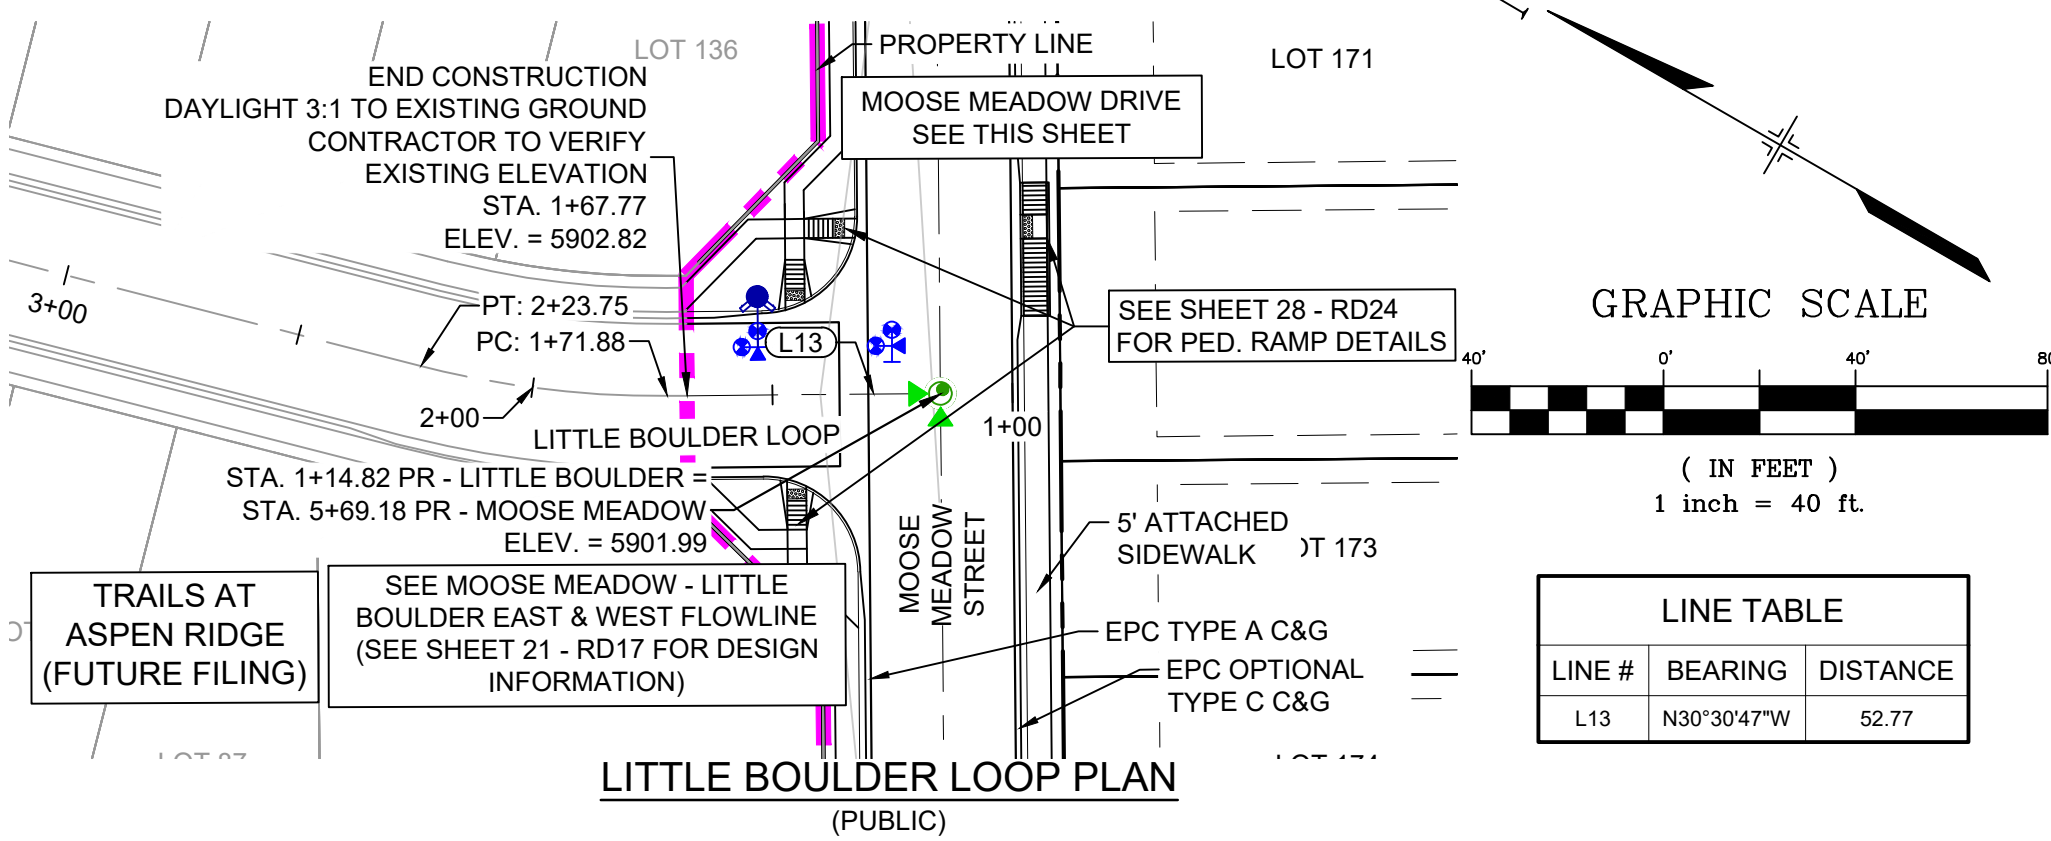 LOT 136
PROPERTY LINE
LOT 171
END CONSTRUCTION
DAYLIGHT 3:1 TO EXISTING GROUND
CONTRACTOR TO VERIFY
EXISTING ELEVATION
STA. 1+67.77
ELEV. = 5902.82
MOOSE MEADOW DRIVE
SEE THIS SHEET
3+00
PT: 2+23.75
PC: 1+71.88
L13
SEE SHEET 28 - RD24
FOR PED. RAMP DETAILS
GRAPHIC SCALE
40' 0' 40' 80
( IN FEET )
1 inch = 40 ft.
2+00
1+00
LITTLE BOULDER LOOP
STA. 1+14.82 PR - LITTLE BOULDER =
STA. 5+69.18 PR - MOOSE MEADOW
ELEV. = 5901.99
MOOSE
MEADOW
STREET
5' ATTACHED
SIDEWALK
OT 173
TRAILS AT
ASPEN RIDGE
(FUTURE FILING)
SEE MOOSE MEADOW - LITTLE
BOULDER EAST & WEST FLOWLINE
(SEE SHEET 21 - RD17 FOR DESIGN
INFORMATION)
EPC TYPE A C&G
EPC OPTIONAL
TYPE C C&G
LINE TABLE
LINE # BEARING DISTANCE
L13 N30°30'47"W 52.77
LOT 174
LITTLE BOULDER LOOP PLAN
(PUBLIC)